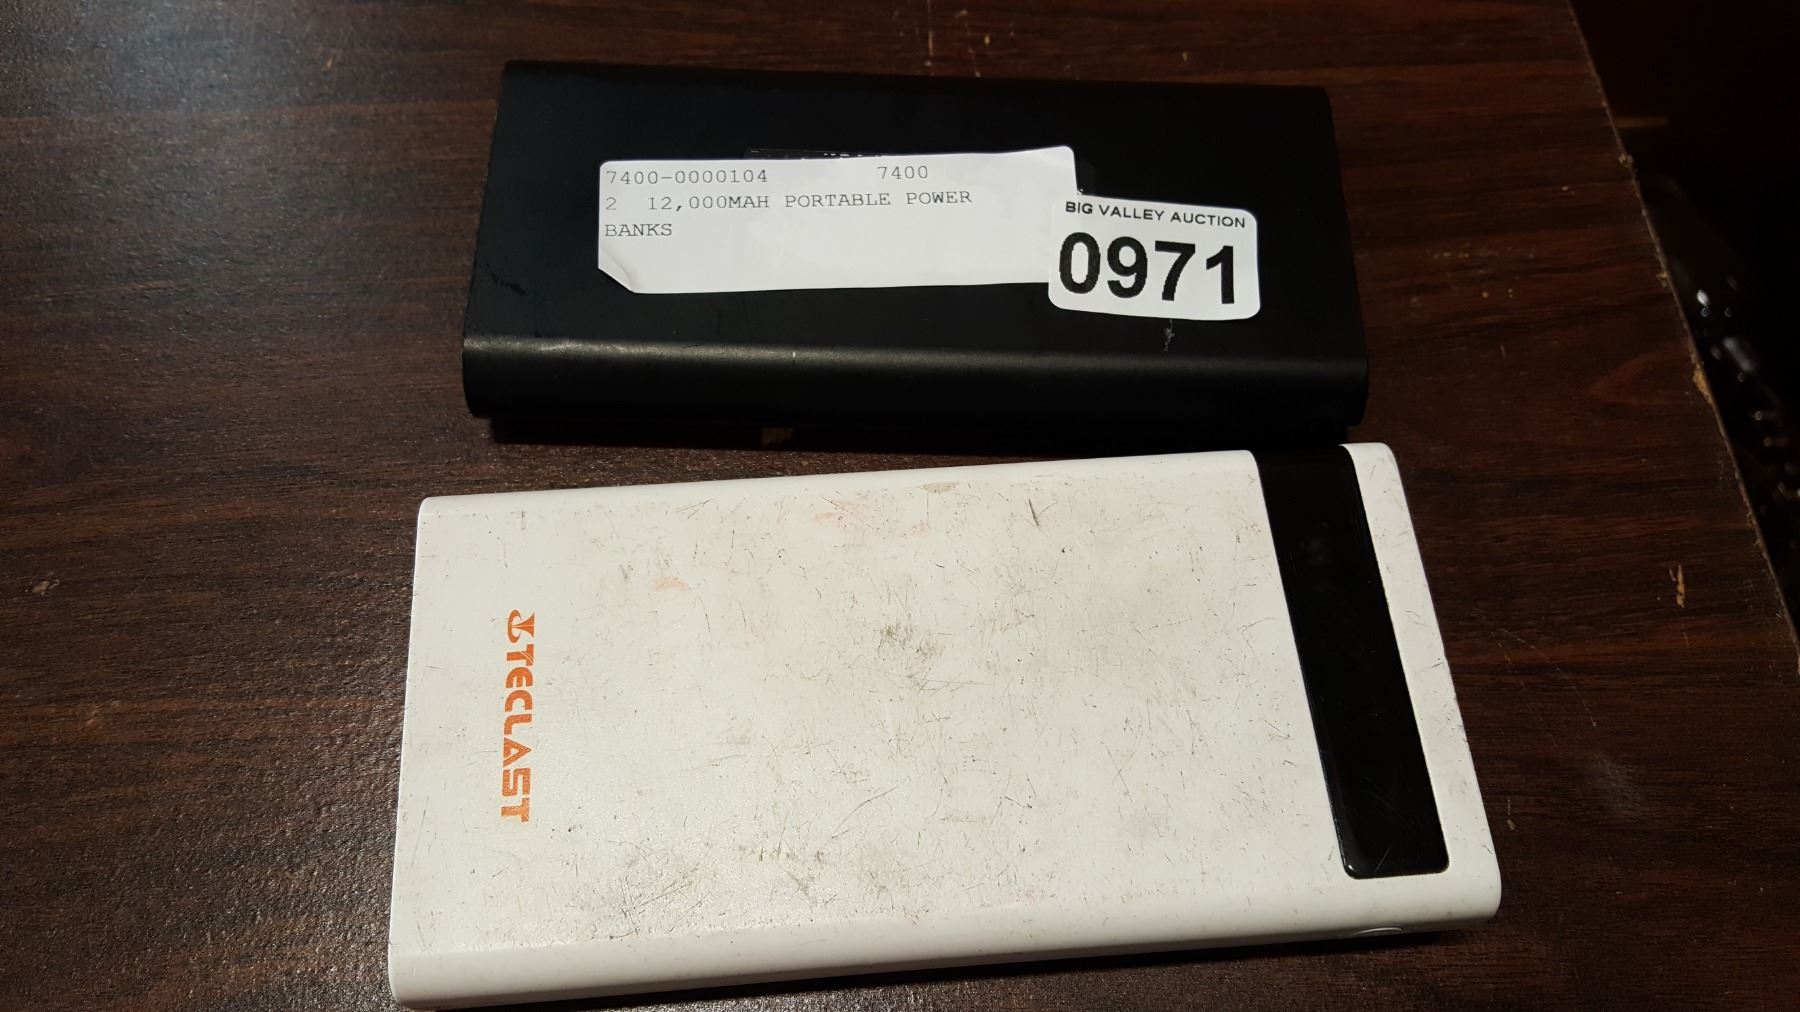 7400-0000104 7400
2 12,000MAH PORTABLE POWER
BANKS
BIG VALLEY AUCTION
0971
TECLAST